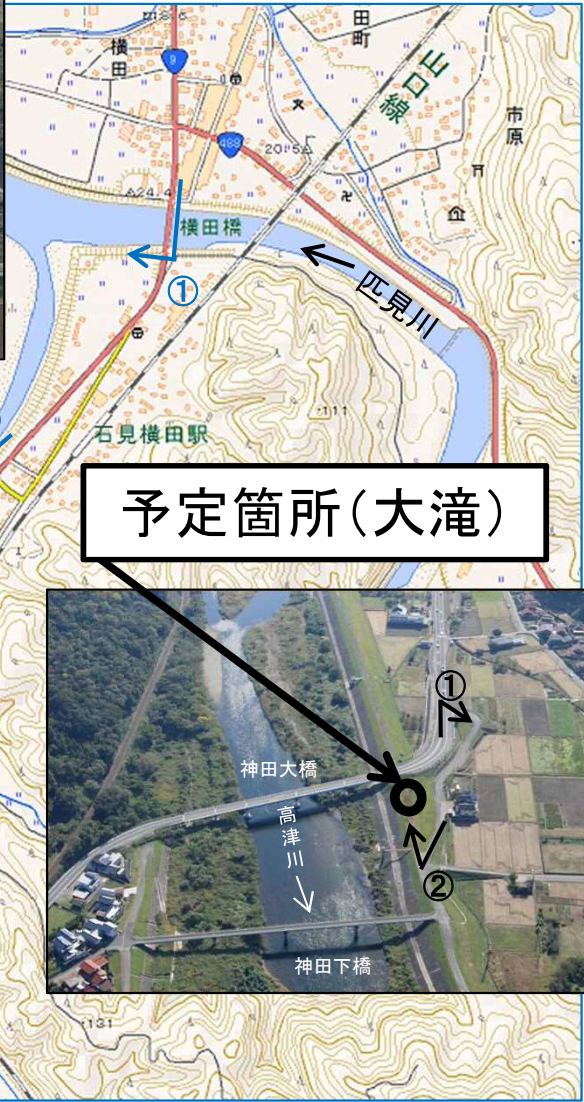 横田
田町
9
山口線
市原
488
20.5
24.4
横田橋
①
匹見川
111
石見横田駅
予定箇所(大滝)
①
神田大橋
高津川
②
神田下橋
131